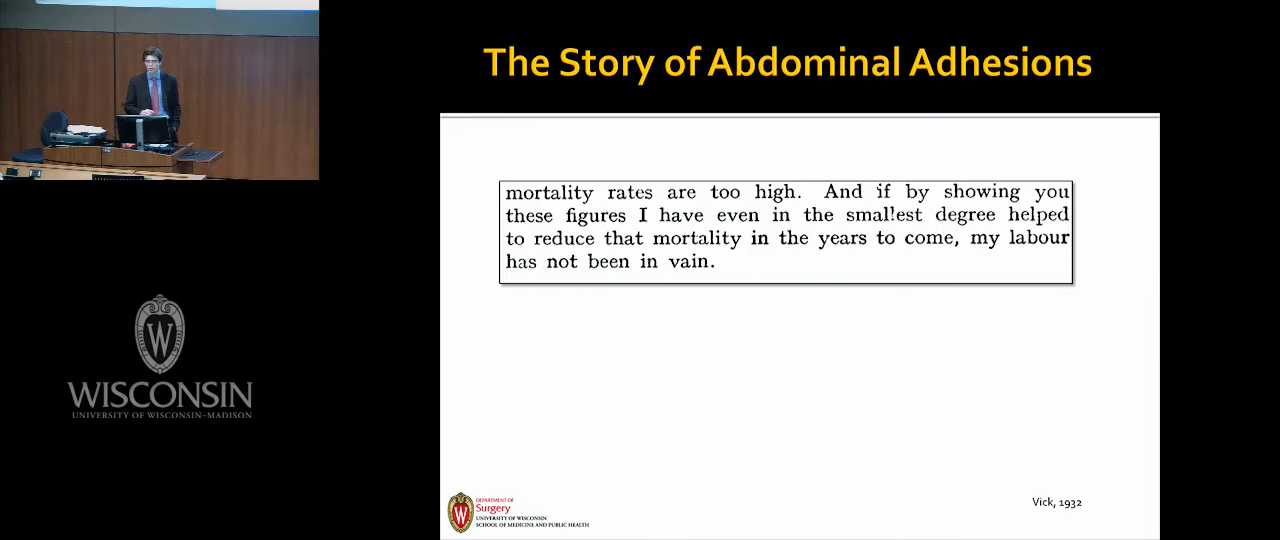 The Story of Abdominal Adhesions
mortality rates are too high. And if by showing you
these figures I have even in the smallest degree helped
to reduce that mortality in the years to come, my labour
has not been in vain.
W
WISCONSIN
UNIVERSITY OF WISCONSIN–MADISON
DEPARTMENT OF
Surgery
UNIVERSITY OF WISCONSIN
SCHOOL OF MEDICINE AND PUBLIC HEALTH
Vick, 1932